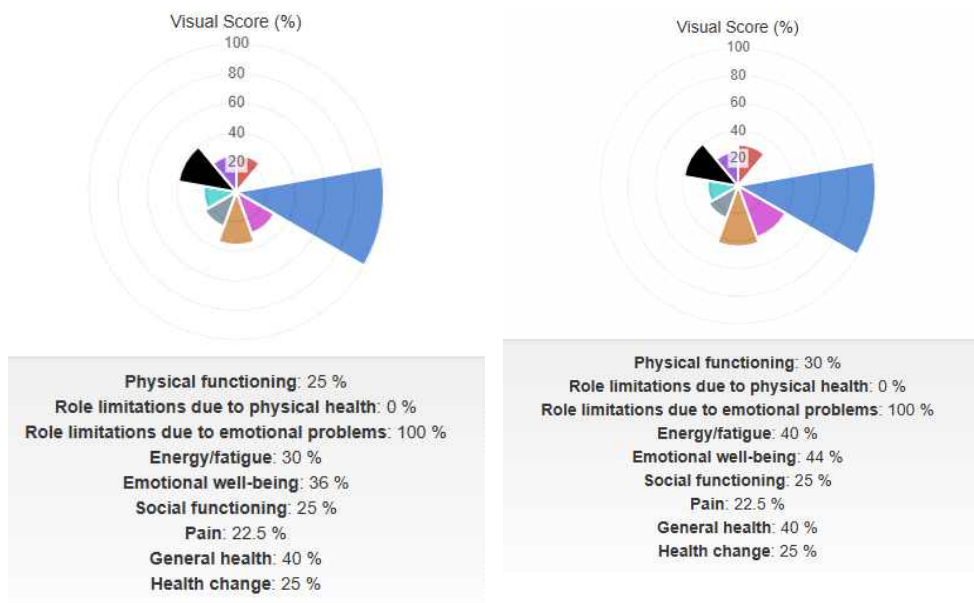 Visual Score (%)
100
80
60
40
20
Physical functioning: 25 %
Role limitations due to physical health: 0 %
Role limitations due to emotional problems: 100 %
Energy/fatigue: 30 %
Emotional well-being: 36 %
Social functioning: 25 %
Pain: 22.5 %
General health: 40 %
Health change: 25 %
Visual Score (%)
100
80
60
40
20
Physical functioning: 30 %
Role limitations due to physical health: 0 %
Role limitations due to emotional problems: 100 %
Energy/fatigue: 40 %
Emotional well-being: 44 %
Social functioning: 25 %
Pain: 22.5 %
General health: 40 %
Health change: 25 %